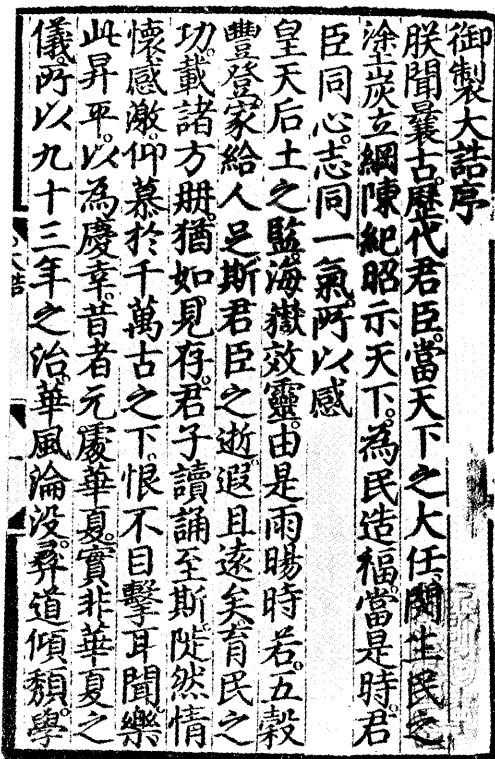 御製大誥序
朕聞曩古。歷代君臣。當天下之大任。閔生民之
塗炭。立綱陳紀。昭示天下。為民造福。當是時。君
臣同心。志同一氣。所以感
皇天后土之監。海嶽效靈。由是雨暘時若。五穀
豐登。家給人足。斯君臣之逝遐且遠矣。育民之
功。載諸方冊。猶如見存。君子讀誦至斯。陡然情
懷感激。仰慕於千萬古之下。恨不目擊耳聞。樂
此昇平。以為慶幸。昔者元處華夏。實非華夏之
儀。所以九十三年之治。華風淪没。彛道傾頹。學
大誥
一